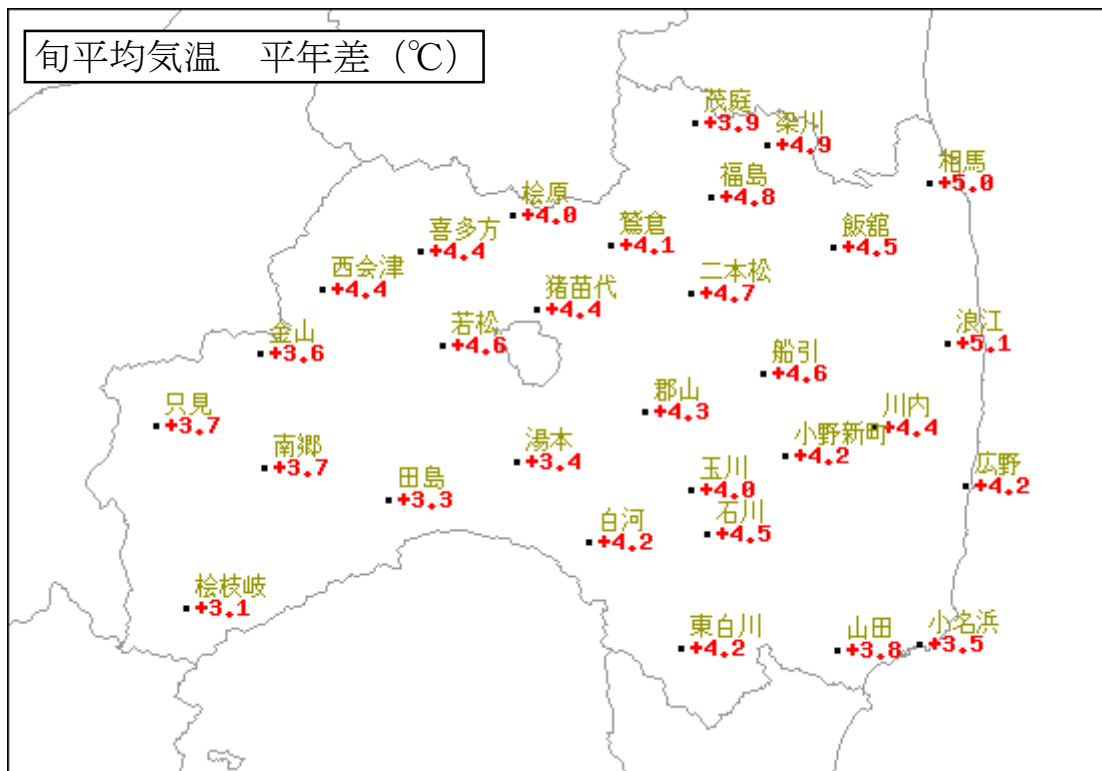 旬平均気温　平年差（℃）
茂庭
+3.9
梁川
+4.9
相馬
+5.0
福島
+4.8
桧原
+4.0
鷲倉
+4.1
飯舘
+4.5
喜多方
+4.4
西会津
+4.4
猪苗代
+4.4
二本松
+4.7
金山
+3.6
若松
+4.6
浪江
+5.1
船引
+4.6
只見
+3.7
郡山
+4.3
川内
+4.4
南郷
+3.7
湯本
+3.4
小野新町
+4.2
広野
+4.2
田島
+3.3
玉川
+4.0
白河
+4.2
石川
+4.5
桧枝岐
+3.1
東白川
+4.2
山田
+3.8
小名浜
+3.5